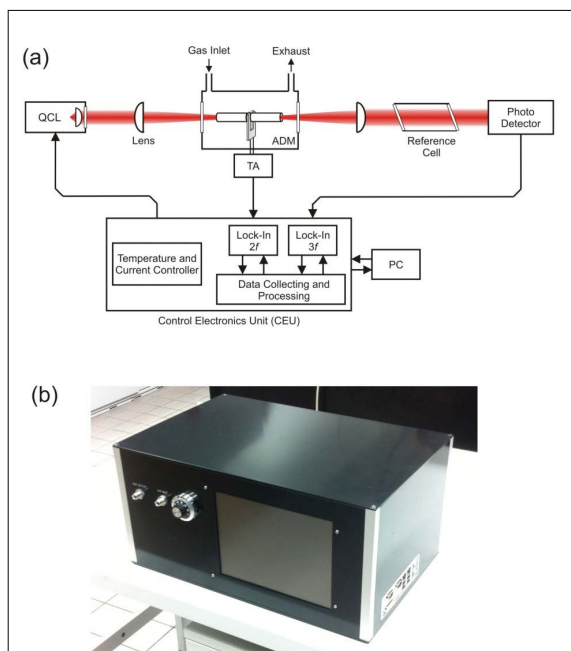 (a)
Gas Inlet
Exhaust
QCL
Lens
ADM
TA
Reference
Cell
Photo
Detector
Lock-In
2f
Lock-In
3f
Temperature and
Current Controller
Data Collecting and
Processing
PC
Control Electronics Unit (CEU)
(b)